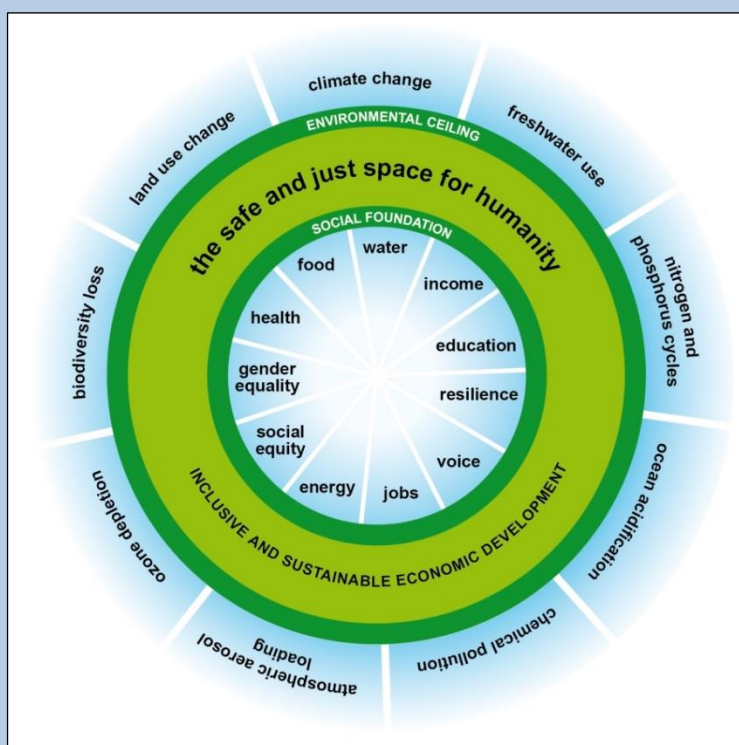 climate change
freshwater use
nitrogen and
phosphorus cycles
ocean acidification
chemical pollution
atmospheric aerosol
loading
ozone depletion
biodiversity loss
land use change
ENVIRONMENTAL CEILING
the safe and just space for humanity
SOCIAL FOUNDATION
water
income
education
resilience
voice
jobs
energy
social
equity
gender
equality
health
food
INCLUSIVE AND SUSTAINABLE ECONOMIC DEVELOPMENT